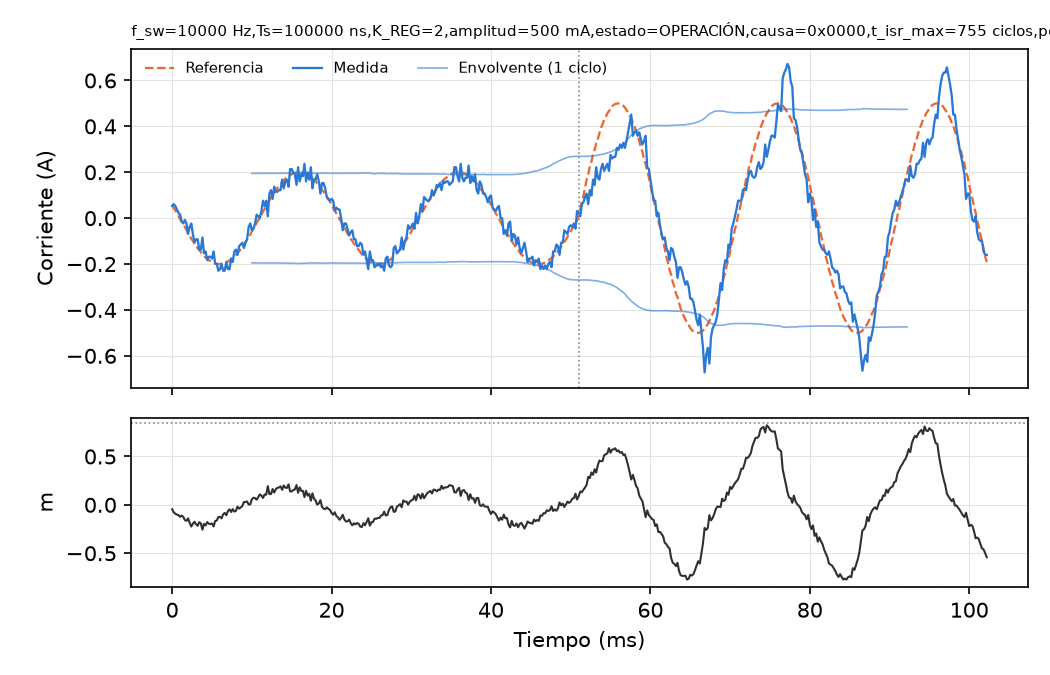 f_sw=10000 Hz,Ts=100000 ns,K_REG=2,amplitud=500 mA,estado=OPERACIÓN,causa=0x0000,t_isr_max=755 ciclos,p
Referencia Medida Envolvente (1 ciclo)
Corriente (A)
0.6
0.4
0.2
0.0
−0.2
−0.4
−0.6
m
0.5
0.0
−0.5
0 20 40 60 80 100
Tiempo (ms)